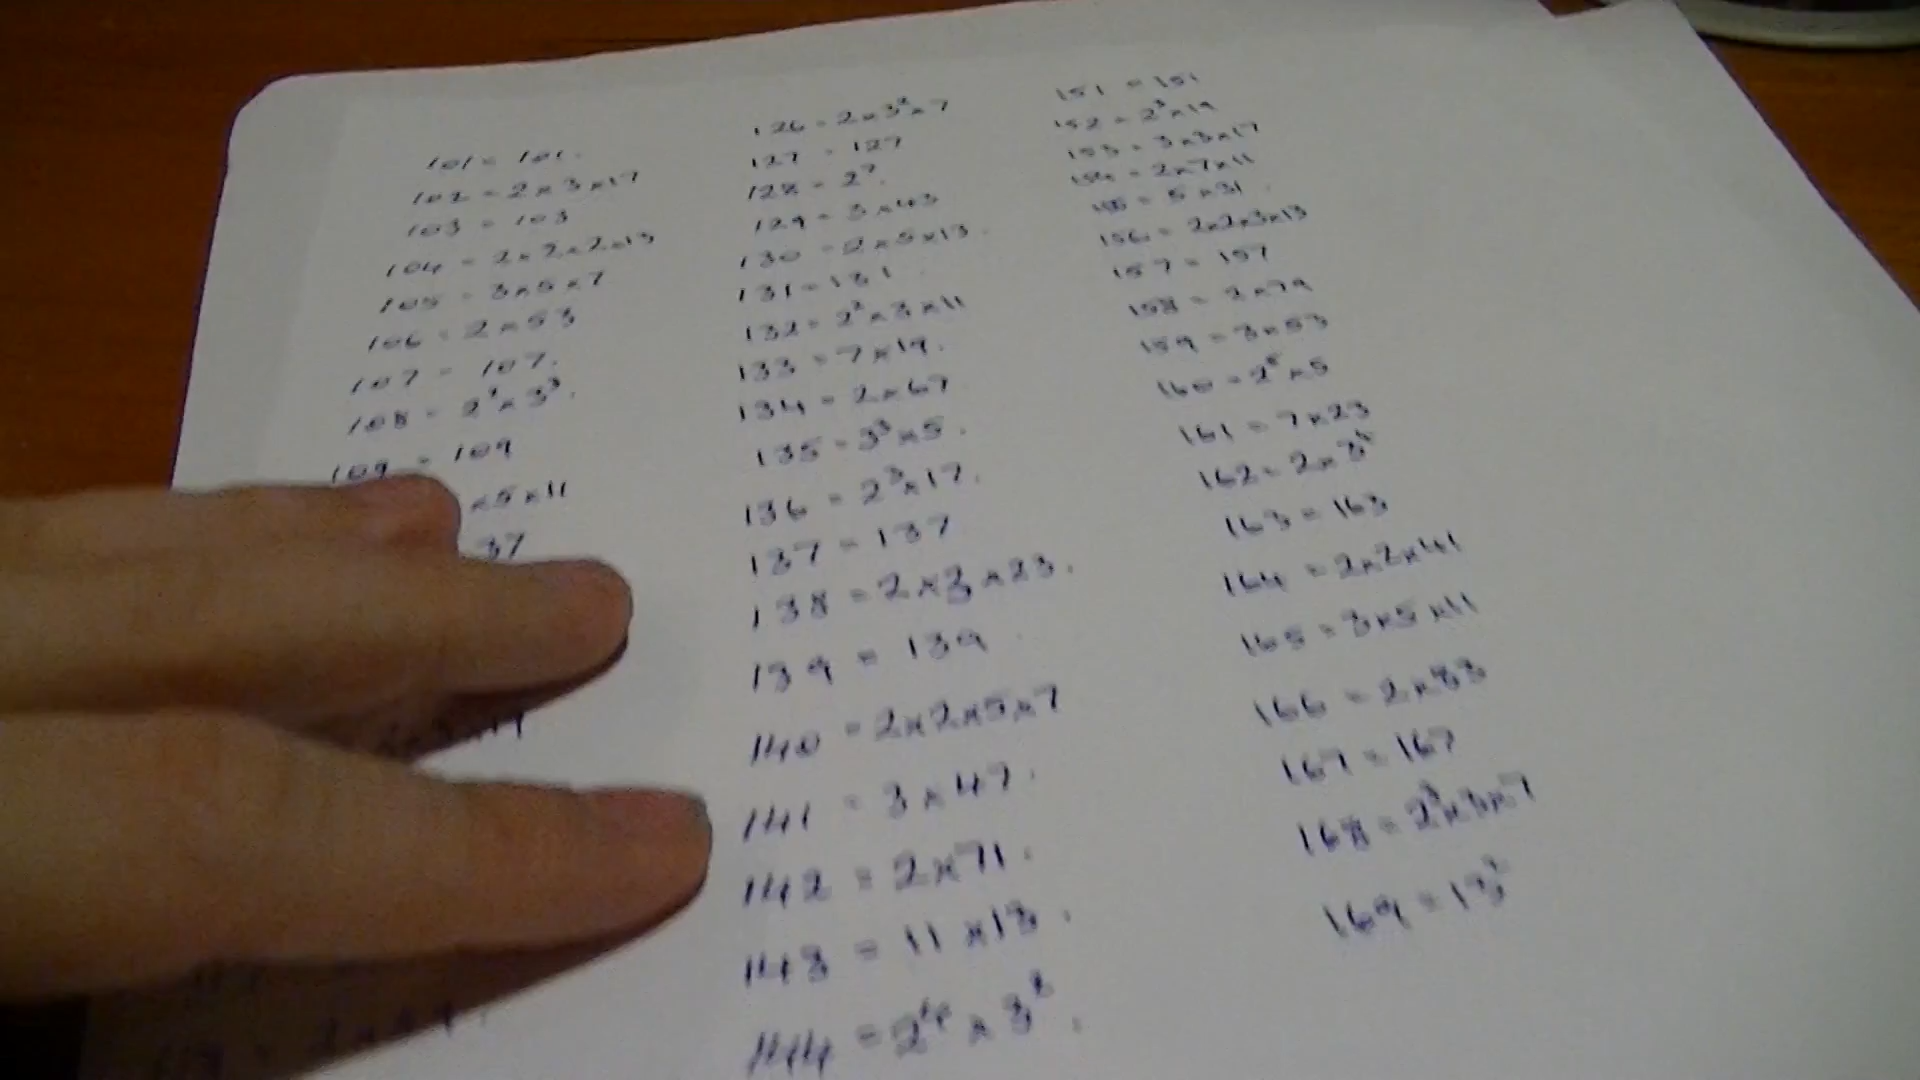 101 = 101.
102 = 2 x 3 x 17
103 = 103
104 = 2 x 2 x 2 x 13
105 = 3 x 5 x 7
106 = 2 x 53
107 = 107.
108 = 2² x 3³.
109 = 109
x 5 x 11
37
126 = 2 x 3² x 7
127 = 127
128 = 2⁷.
129 = 3 x 43
130 = 2 x 5 x 13.
131 = 131
132 = 2² x 3 x 11
133 = 7 x 19.
134 = 2 x 67
135 = 3³ x 5.
136 = 2³ x 17.
137 = 137
138 = 2 x 3 x 23.
139 = 139
140 = 2 x 2 x 5 x 7
141 = 3 x 47.
142 = 2 x 71.
143 = 11 x 13.
144 = 2⁴ x 3².
151 = 151
152 = 2³ x 19
153 = 3 x 3 x 17
154 = 2 x 7 x 11
155 = 5 x 31.
156 = 2 x 2 x 3 x 13
157 = 157
158 = 2 x 79
159 = 3 x 53
160 = 2⁵ x 5
161 = 7 x 23
162 = 2 x 3⁴
163 = 163
164 = 2 x 2 x 41
165 = 3 x 5 x 11
166 = 2 x 83
167 = 167
168 = 2³ x 3 x 7
169 = 13²